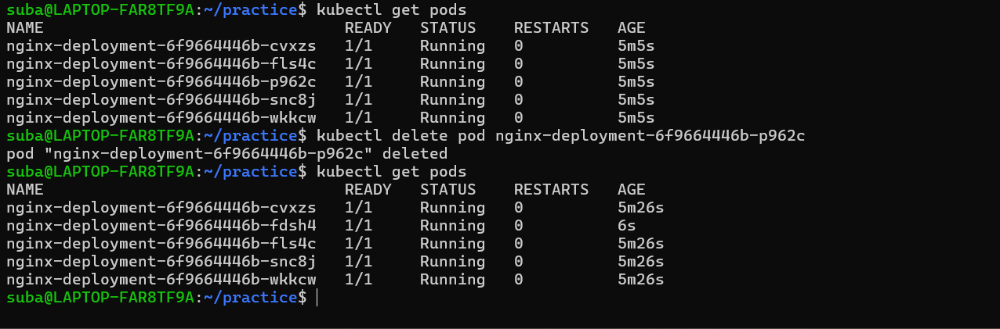 suba@LAPTOP-FAR8TF9A:~/practice$ kubectl get pods
NAME                                READY   STATUS    RESTARTS   AGE
nginx-deployment-6f9664446b-cvxzs   1/1     Running   0          5m5s
nginx-deployment-6f9664446b-fls4c   1/1     Running   0          5m5s
nginx-deployment-6f9664446b-p962c   1/1     Running   0          5m5s
nginx-deployment-6f9664446b-snc8j   1/1     Running   0          5m5s
nginx-deployment-6f9664446b-wkkcw   1/1     Running   0          5m5s
suba@LAPTOP-FAR8TF9A:~/practice$ kubectl delete pod nginx-deployment-6f9664446b-p962c
pod "nginx-deployment-6f9664446b-p962c" deleted
suba@LAPTOP-FAR8TF9A:~/practice$ kubectl get pods
NAME                                READY   STATUS    RESTARTS   AGE
nginx-deployment-6f9664446b-cvxzs   1/1     Running   0          5m26s
nginx-deployment-6f9664446b-fdsh4   1/1     Running   0          6s
nginx-deployment-6f9664446b-fls4c   1/1     Running   0          5m26s
nginx-deployment-6f9664446b-snc8j   1/1     Running   0          5m26s
nginx-deployment-6f9664446b-wkkcw   1/1     Running   0          5m26s
suba@LAPTOP-FAR8TF9A:~/practice$